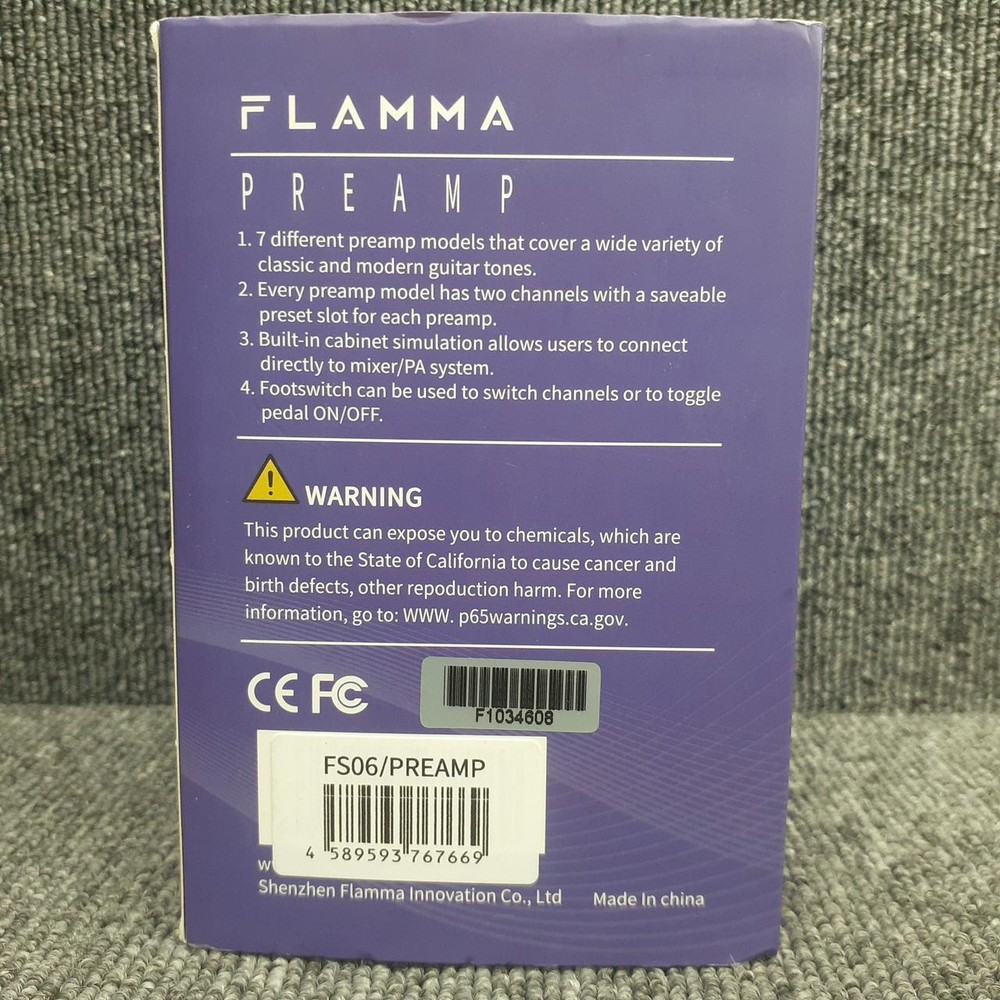 FLAMMA
PREAMP
1. 7 different preamp models that cover a wide variety of
classic and modern guitar tones.
2. Every preamp model has two channels with a saveable
preset slot for each preamp.
3. Built-in cabinet simulation allows users to connect
directly to mixer/PA system.
4. Footswitch can be used to switch channels or to toggle
pedal ON/OFF.
WARNING
This product can expose you to chemicals, which are
known to the State of California to cause cancer and
birth defects, other repoduction harm. For more
information, go to: WWW. p65warnings.ca.gov.
CE FC
F1034608
FS06/PREAMP
4 589593 767669
Shenzhen Flamma Innovation Co., Ltd Made In china